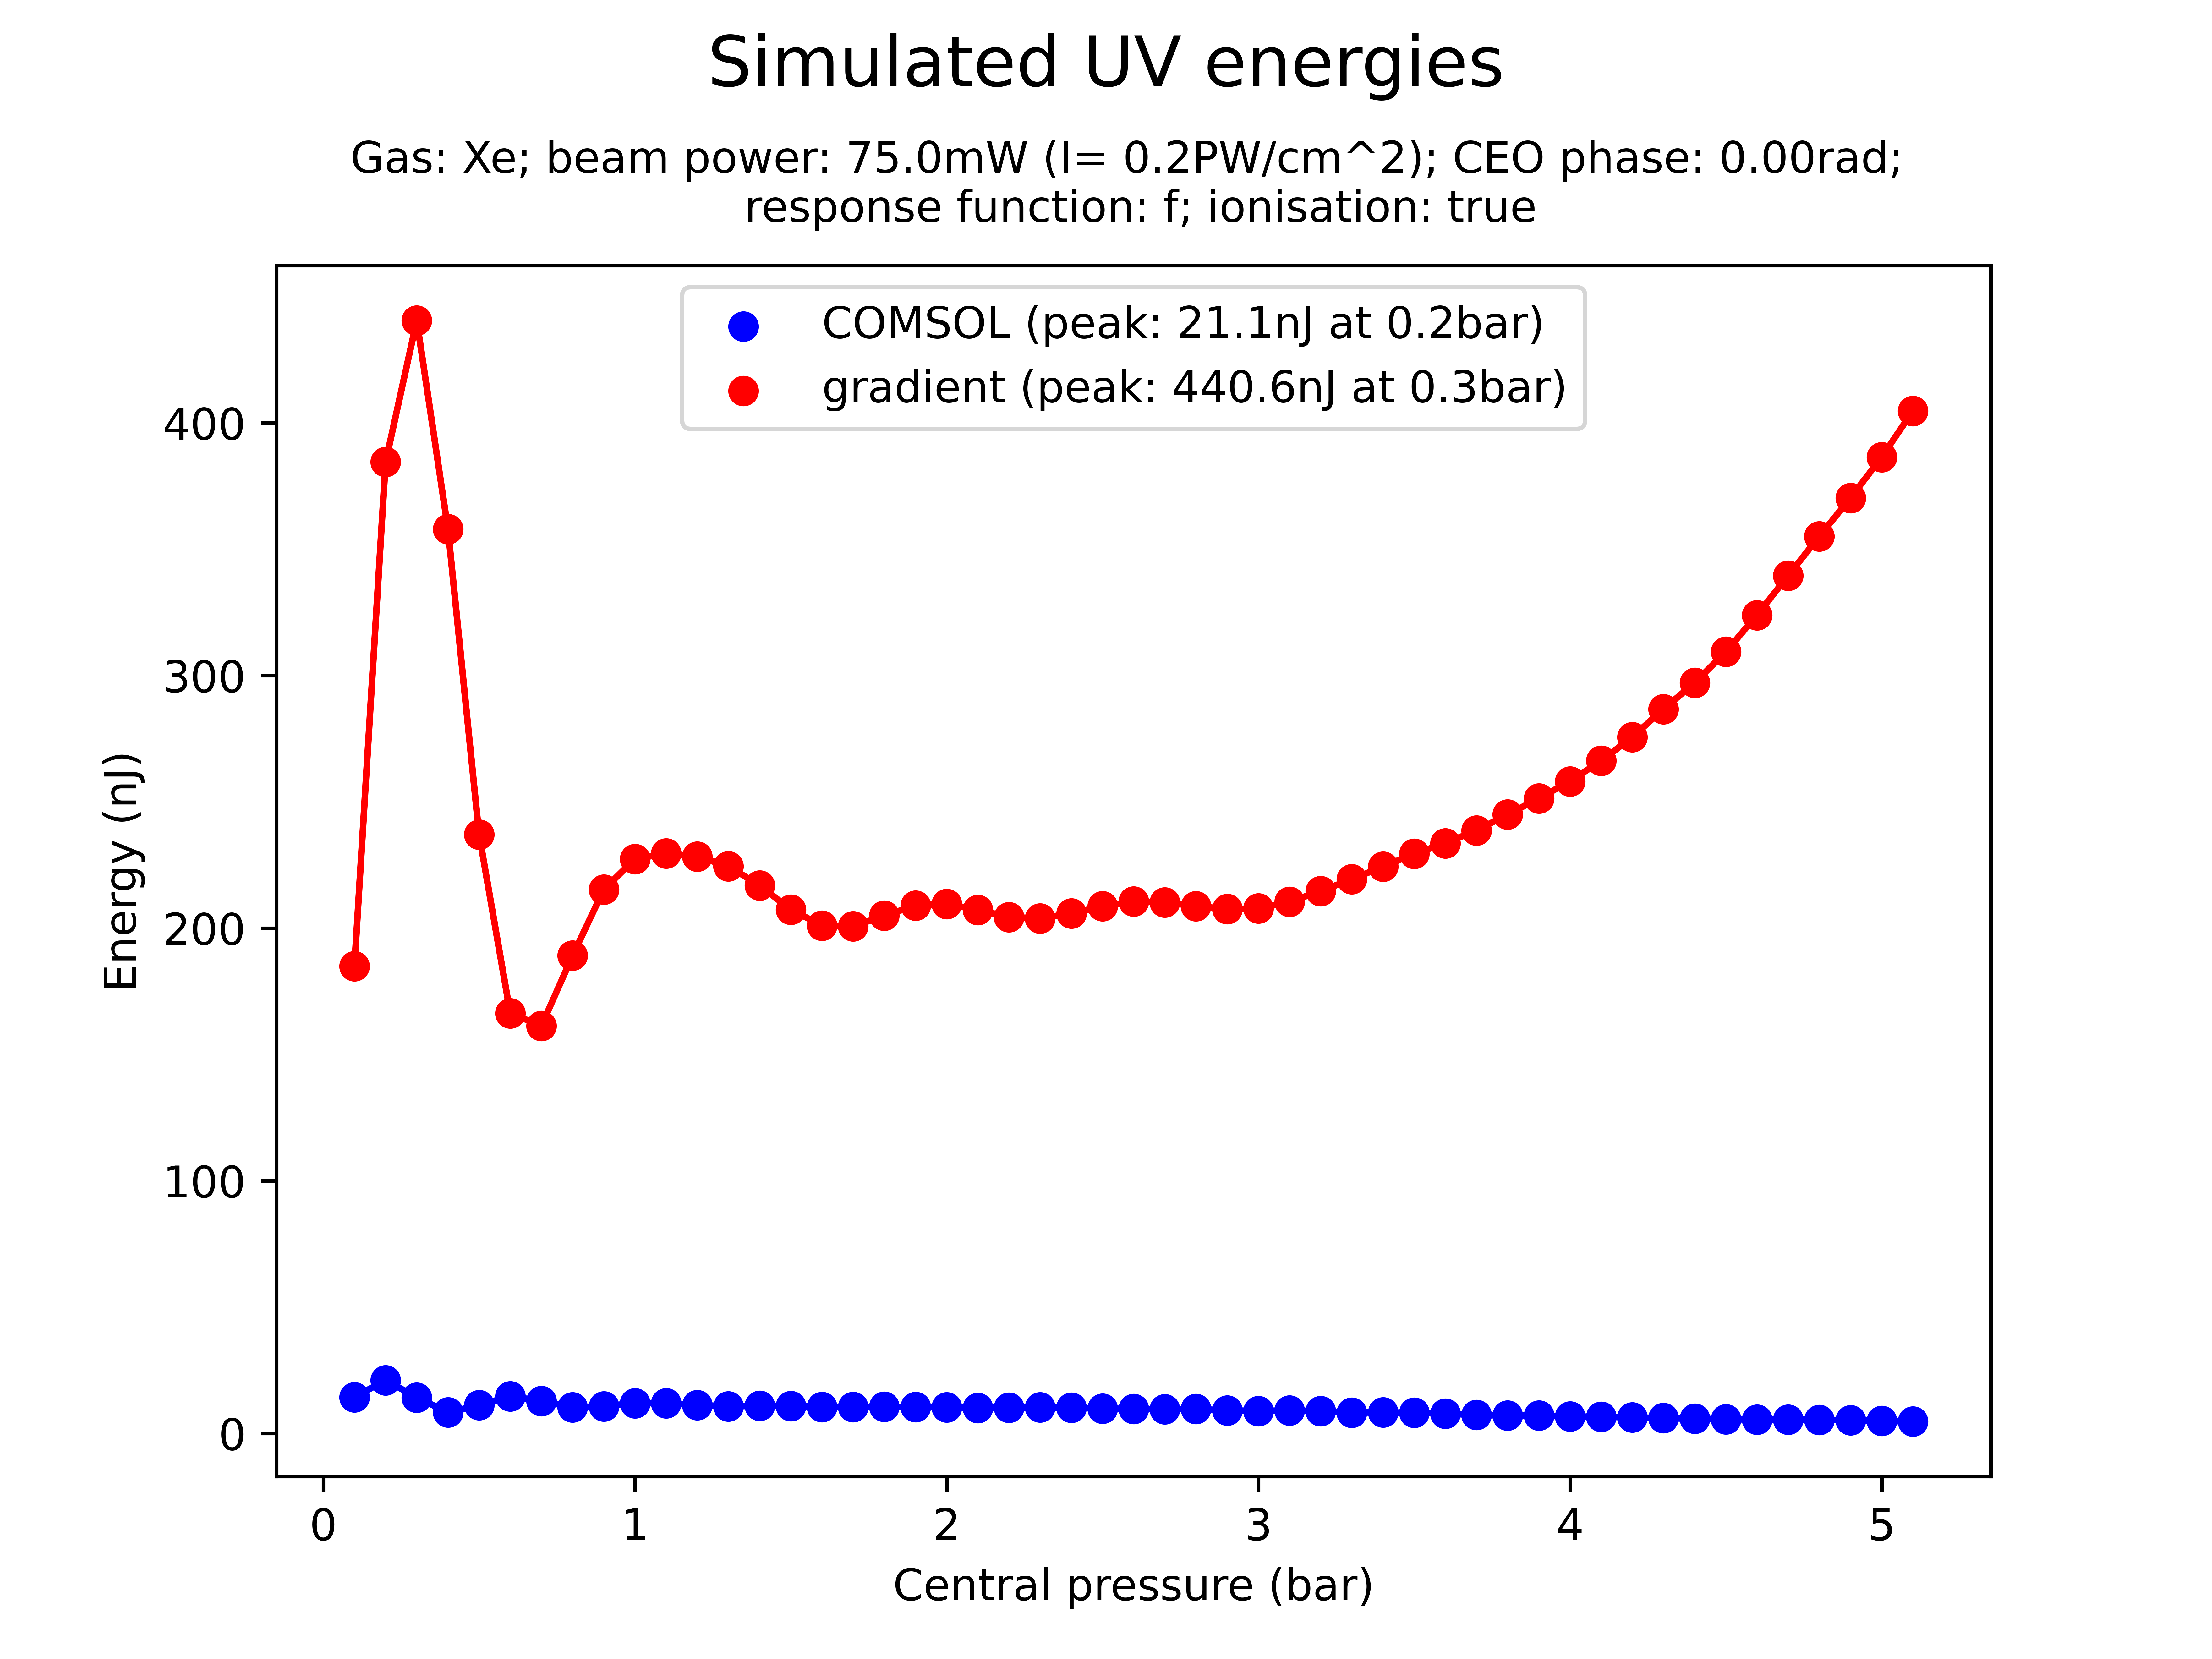 Simulated UV energies
Gas: Xe; beam power: 75.0mW (I= 0.2PW/cm^2); CEO phase: 0.00rad;
response function: f; ionisation: true
COMSOL (peak: 21.1nJ at 0.2bar)
gradient (peak: 440.6nJ at 0.3bar)
Energy (nJ)
400
300
200
100
0
0 1 2 3 4 5
Central pressure (bar)